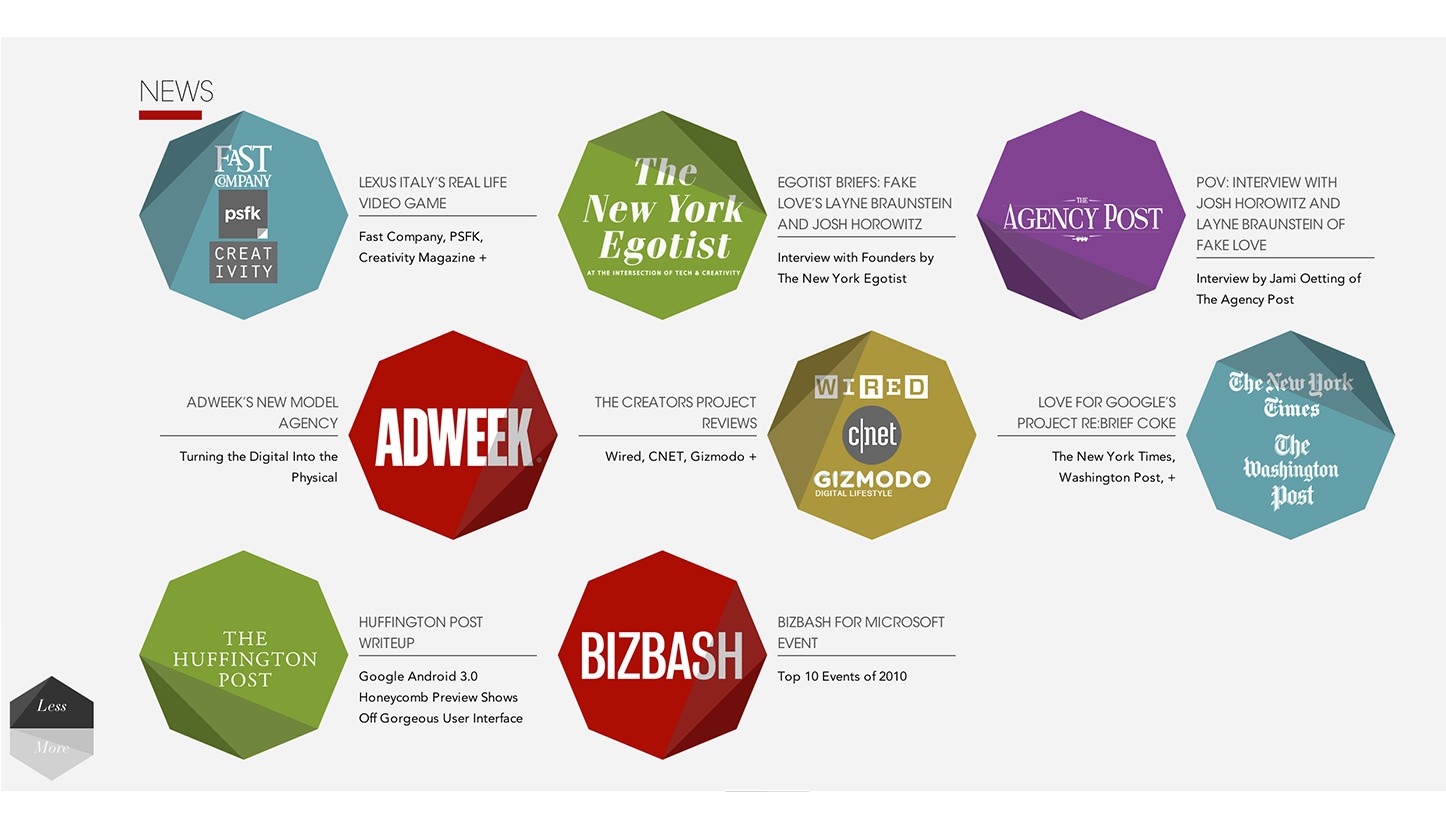 NEWS
FAST
COMPANY
psfk
CREAT
IVITY
LEXUS ITALY'S REAL LIFE
VIDEO GAME
Fast Company, PSFK,
Creativity Magazine +
The
New York
Egotist
AT THE INTERSECTION OF TECH & CREATIVITY
EGOTIST BRIEFS: FAKE
LOVE'S LAYNE BRAUNSTEIN
AND JOSH HOROWITZ
Interview with Founders by
The New York Egotist
THE
AGENCY POST
POV: INTERVIEW WITH
JOSH HOROWITZ AND
LAYNE BRAUNSTEIN OF
FAKE LOVE
Interview by Jami Oetting of
The Agency Post
ADWEEK'S NEW MODEL
AGENCY
Turning the Digital Into the
Physical
ADWEEK
THE CREATORS PROJECT
REVIEWS
Wired, CNET, Gizmodo +
WIRED
c|net
GIZMODO
DIGITAL LIFESTYLE
LOVE FOR GOOGLE'S
PROJECT RE:BRIEF COKE
The New York Times,
Washington Post, +
The New York
Times
The
Washington
Post
THE
HUFFINGTON
POST
HUFFINGTON POST
WRITEUP
Google Android 3.0
Honeycomb Preview Shows
Off Gorgeous User Interface
BIZBASH
BIZBASH FOR MICROSOFT
EVENT
Top 10 Events of 2010
Less
More